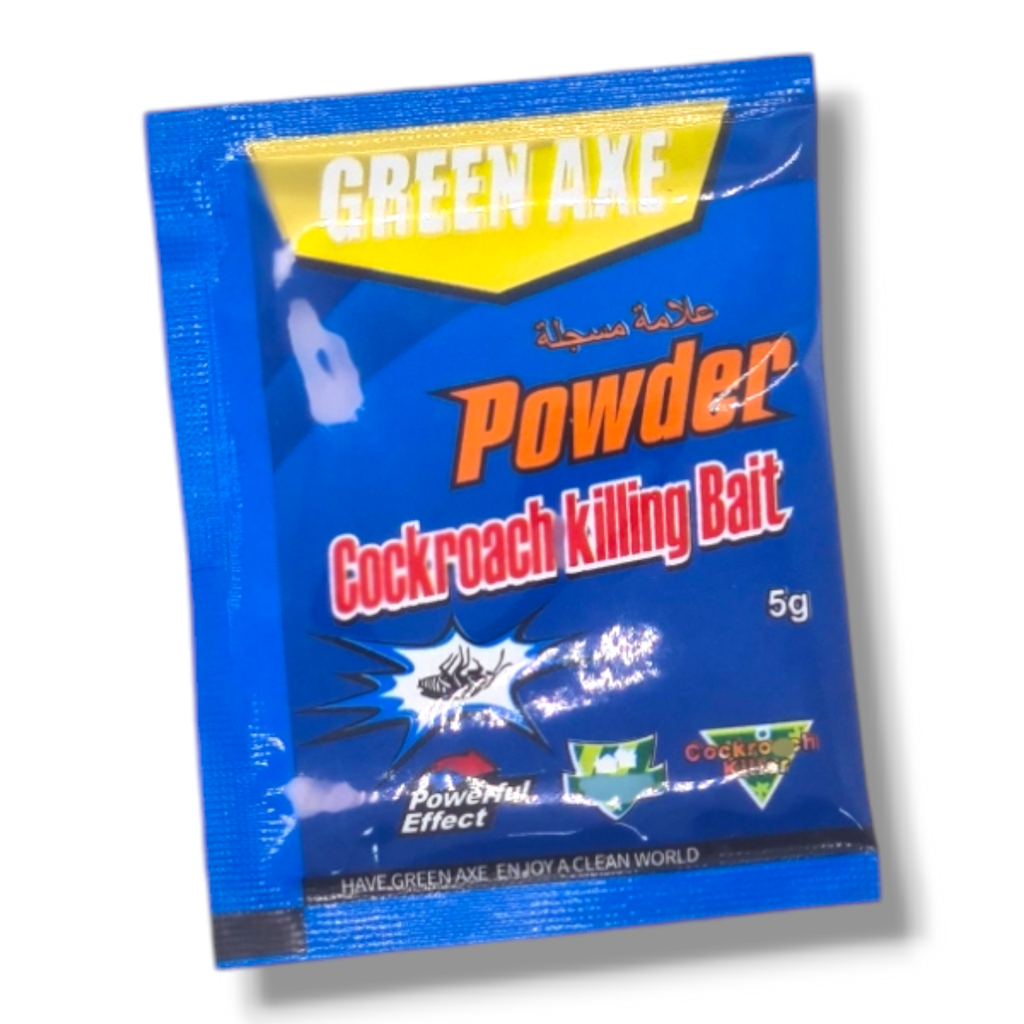 GREEN AXE
علامة مسجلة
Powder
Cockroach killing Bait
5g
Cockroach
Killer
Powerful
Effect
HAVE GREEN AXE ENJOY A CLEAN WORLD